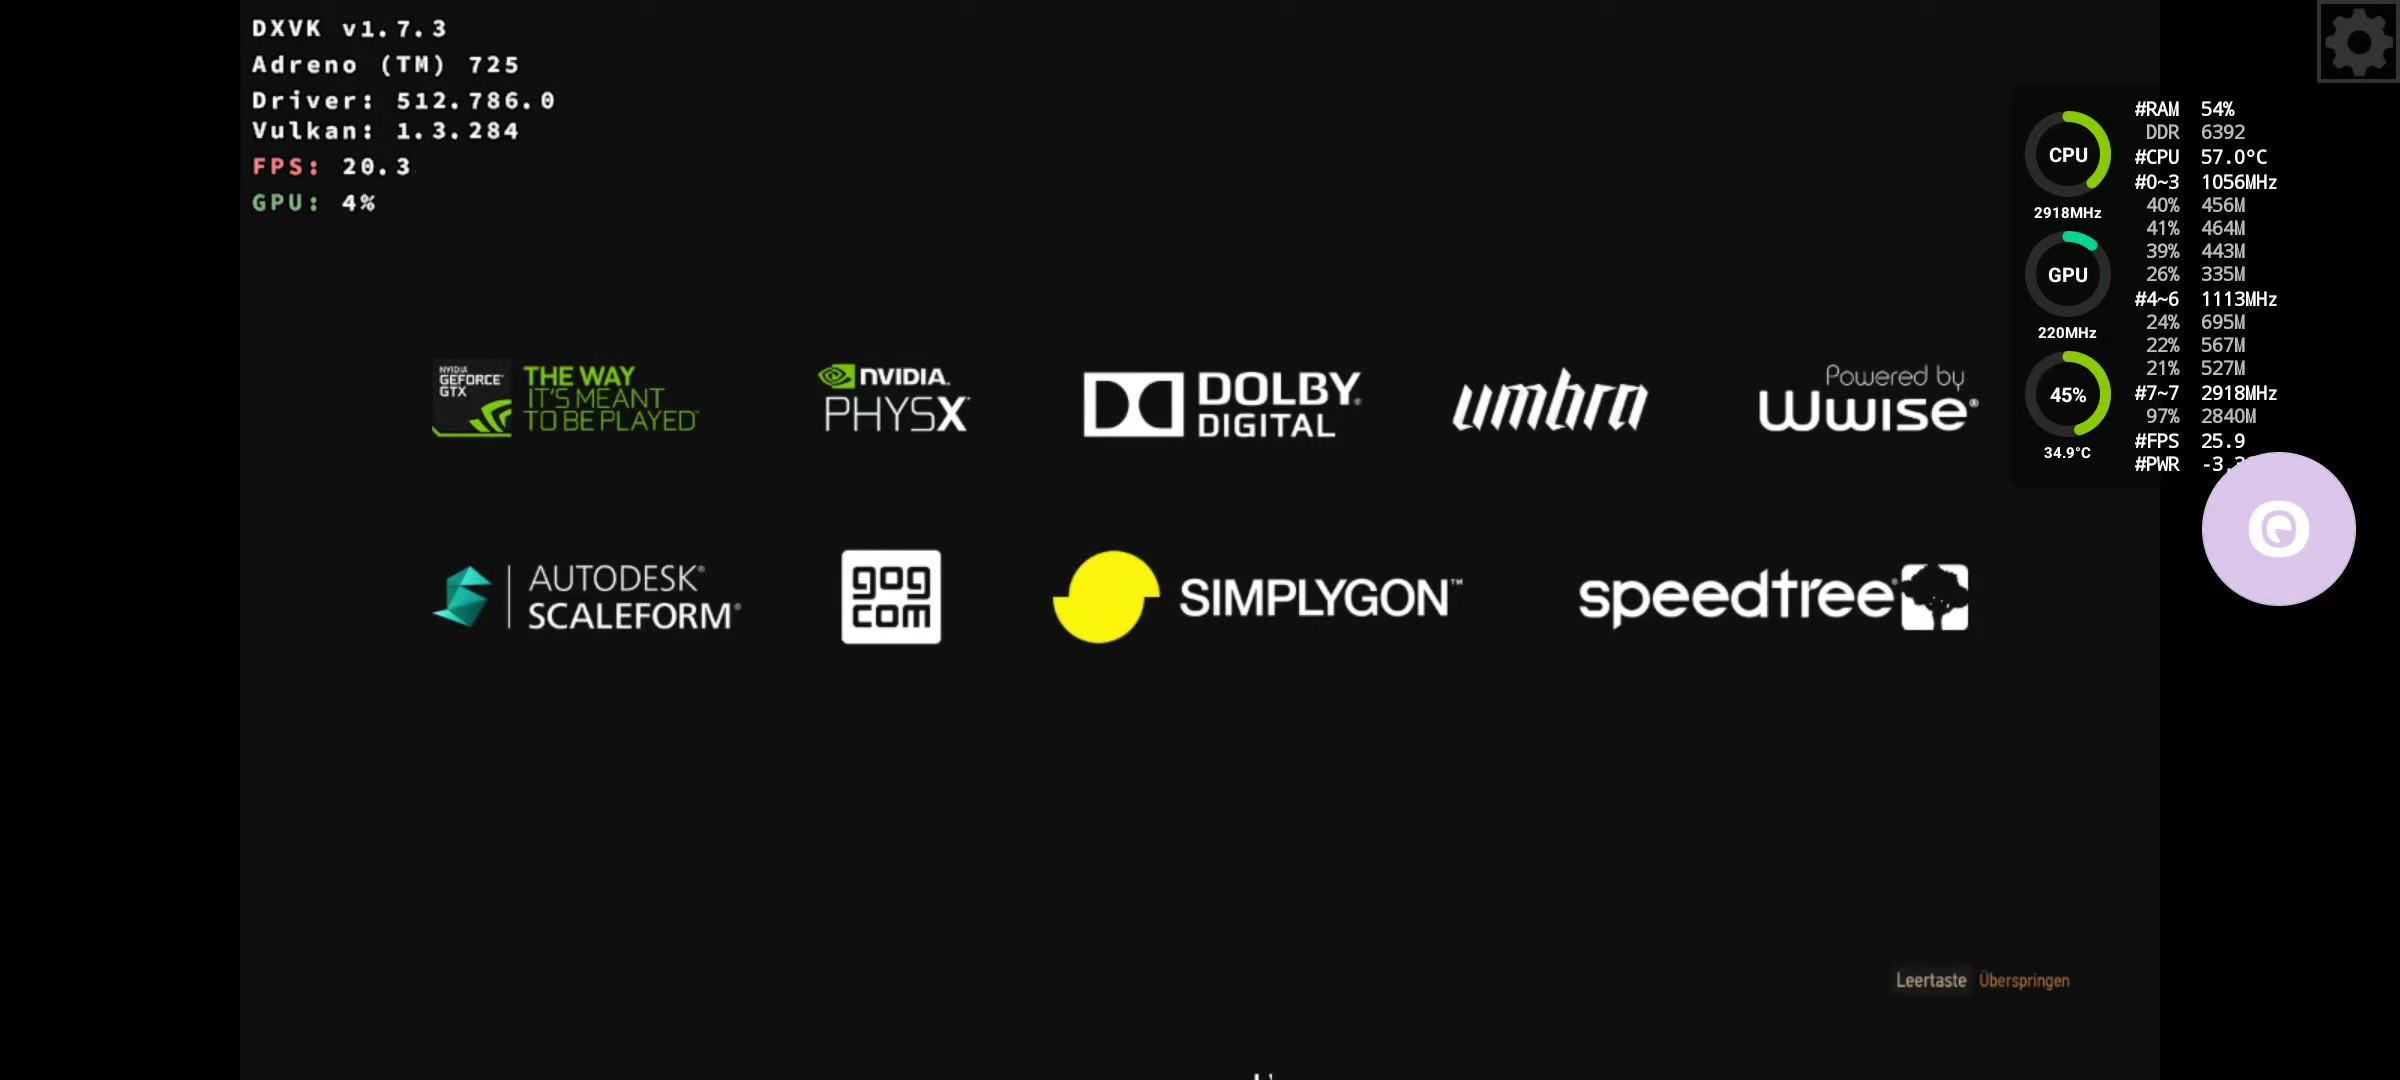 DXVK v1.7.3
Adreno (TM) 725
Driver: 512.786.0
Vulkan: 1.3.284
FPS: 20.3
GPU: 4%
CPU
2918MHz
GPU
220MHz
45%
34.9°C
#RAM 54%
DDR 6392
#CPU 57.0°C
#0~3 1056MHz
40% 456M
41% 464M
39% 443M
26% 335M
#4~6 1113MHz
24% 695M
22% 567M
21% 527M
#7~7 2918MHz
97% 2840M
#FPS 25.9
#PWR
NVIDIA
GEFORCE
GTX
THE WAY
IT'S MEANT
TO BE PLAYED
NVIDIA.
PHYSX
DOLBY®
DIGITAL
umbra
Powered by
Wwise®
AUTODESK®
SCALEFORM®
gog
com
SIMPLYGON™
speedtree®
Leertaste Überspringen